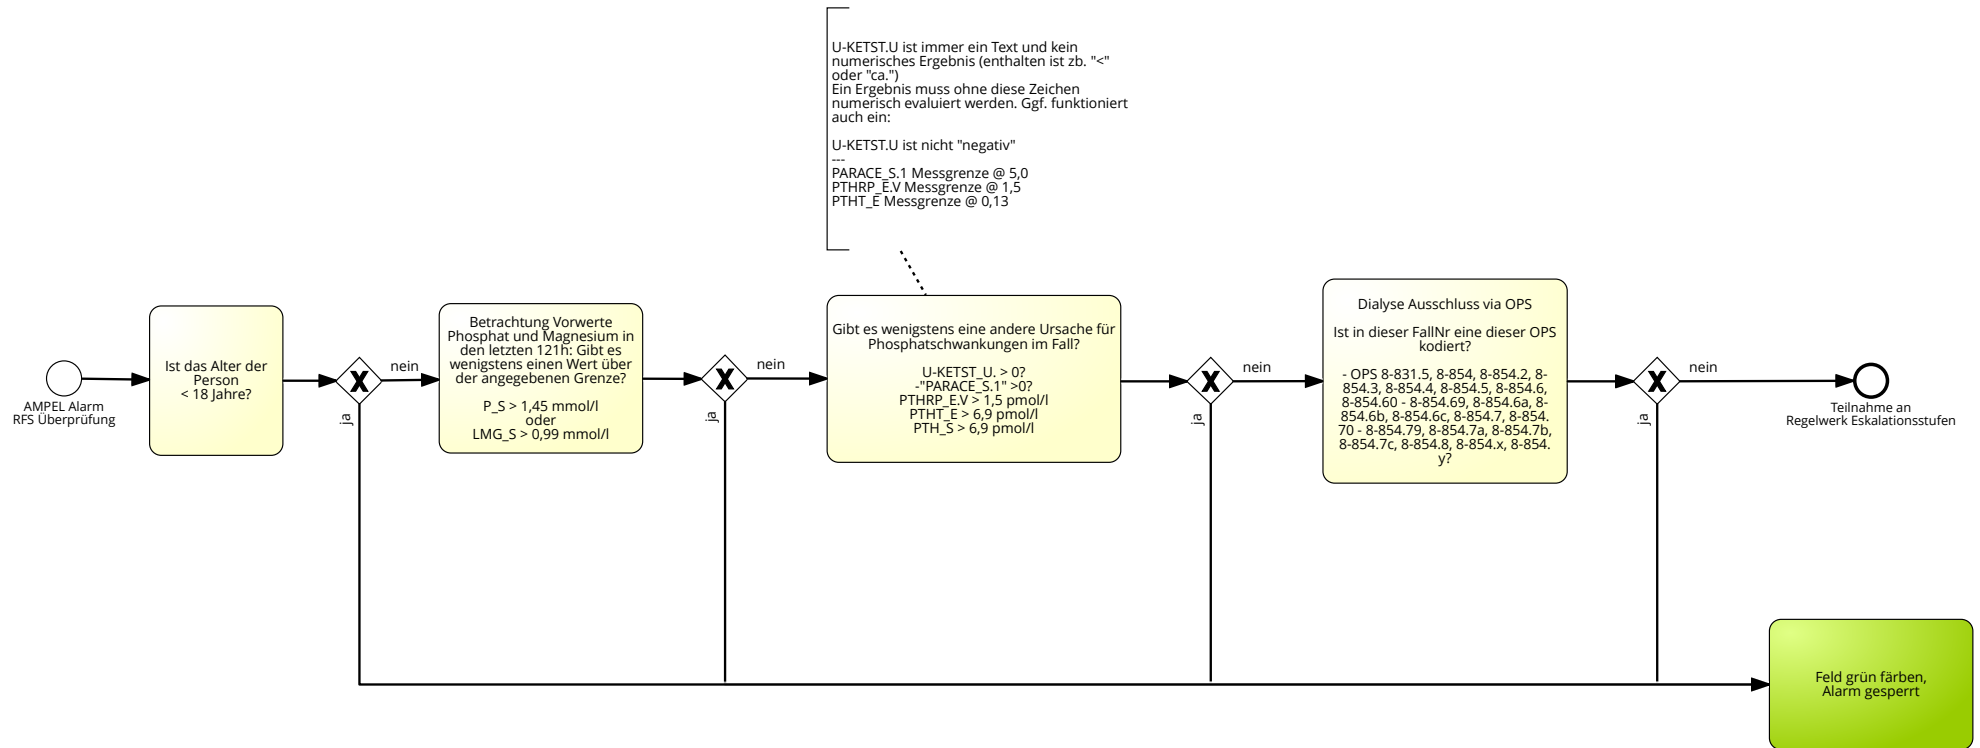 U-KETST.U ist immer ein Text und kein
numerisches Ergebnis (enthalten ist zb. "<"
oder "ca.")
Ein Ergebnis muss ohne diese Zeichen
numerisch evaluiert werden. Ggf. funktioniert
auch ein:
U-KETST.U ist nicht "negativ"
---
PARACE_S.1 Messgrenze @ 5,0
PTHRP_E.V Messgrenze @ 1,5
PTHT_E Messgrenze @ 0,13
AMPEL Alarm
RFS Überprüfung
Ist das Alter der
Person
< 18 Jahre?
X
nein
ja
Betrachtung Vorwerte
Phosphat und Magnesium in
den letzten 121h: Gibt es
wenigstens einen Wert über
der angegebenen Grenze?
P_S > 1,45 mmol/l
oder
LMG_S > 0,99 mmol/l
X
nein
ja
Gibt es wenigstens eine andere Ursache für
Phosphatschwankungen im Fall?
U-KETST_U. > 0?
-"PARACE_S.1" >0?
PTHRP_E.V > 1,5 pmol/l
PTHT_E > 6,9 pmol/l
PTH_S > 6,9 pmol/l
X
nein
ja
Dialyse Ausschluss via OPS
Ist in dieser FallNr eine dieser OPS
kodiert?
- OPS 8-831.5, 8-854, 8-854.2, 8-
854.3, 8-854.4, 8-854.5, 8-854.6,
8-854.60 - 8-854.69, 8-854.6a, 8-
854.6b, 8-854.6c, 8-854.7, 8-854.
70 - 8-854.79, 8-854.7a, 8-854.7b,
8-854.7c, 8-854.8, 8-854.x, 8-854.
y?
X
nein
ja
Teilnahme an
Regelwerk Eskalationsstufen
Feld grün färben,
Alarm gesperrt